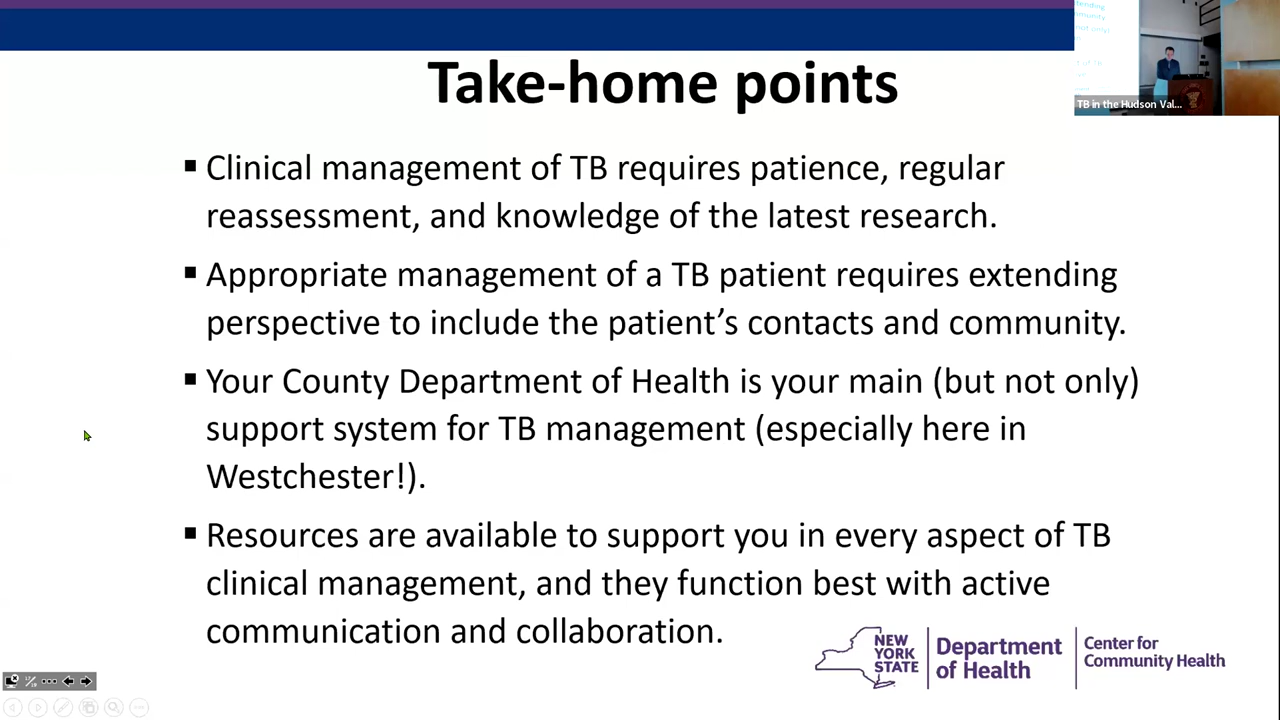 Take-home points
TB in the Hudson Val...
▪ Clinical management of TB requires patience, regular
reassessment, and knowledge of the latest research.
▪ Appropriate management of a TB patient requires extending
perspective to include the patient’s contacts and community.
▪ Your County Department of Health is your main (but not only)
support system for TB management (especially here in
Westchester!).
▪ Resources are available to support you in every aspect of TB
clinical management, and they function best with active
communication and collaboration.
NEW
YORK
STATE
Department
of Health
Center for
Community Health